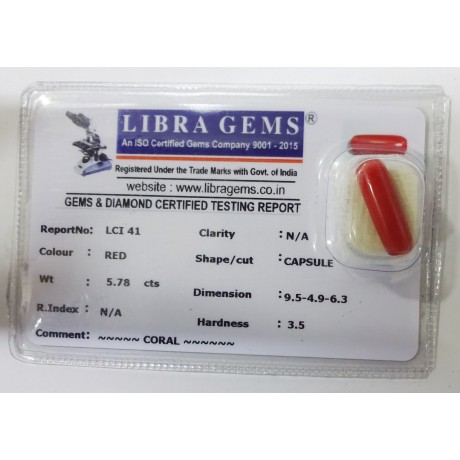 LIBRA GEMS ®
An ISO Certified Gems Company 9001 - 2015
Registered Under the Trade Marks with Govt. of India
website : www.libragems.co.in
GEMS & DIAMOND CERTIFIED TESTING REPORT
ReportNo: LCI 41 Clarity : N/A
Colour : RED Shape/cut :CAPSULE
Wt : 5.78 cts Dimension :9.5-4.9-6.3
R.Index : N/A Hardness : 3.5
Comment: ~~~~~ CORAL ~~~~~~